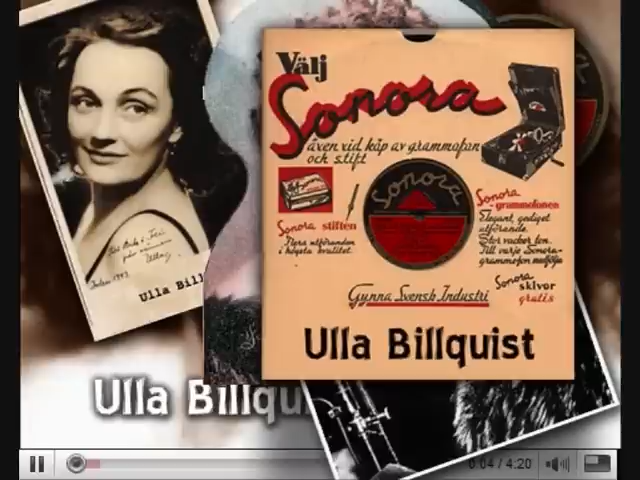 Välj
Sonora
även vid köp av grammofon
och stift
Sonora
Sonora stiften
Flera utföranden
i högsta kvalitet.
Sonora
-grammofonen
Elegant, gediget
utförande.
Stor vacker ton.
Till varje Sonora-
grammofon medfölja
Sonora
skivor
gratis
Gynna Svensk Industri
Ulla Billquist
Ulla Bill
Ulla Billqu
0:04 / 4:20